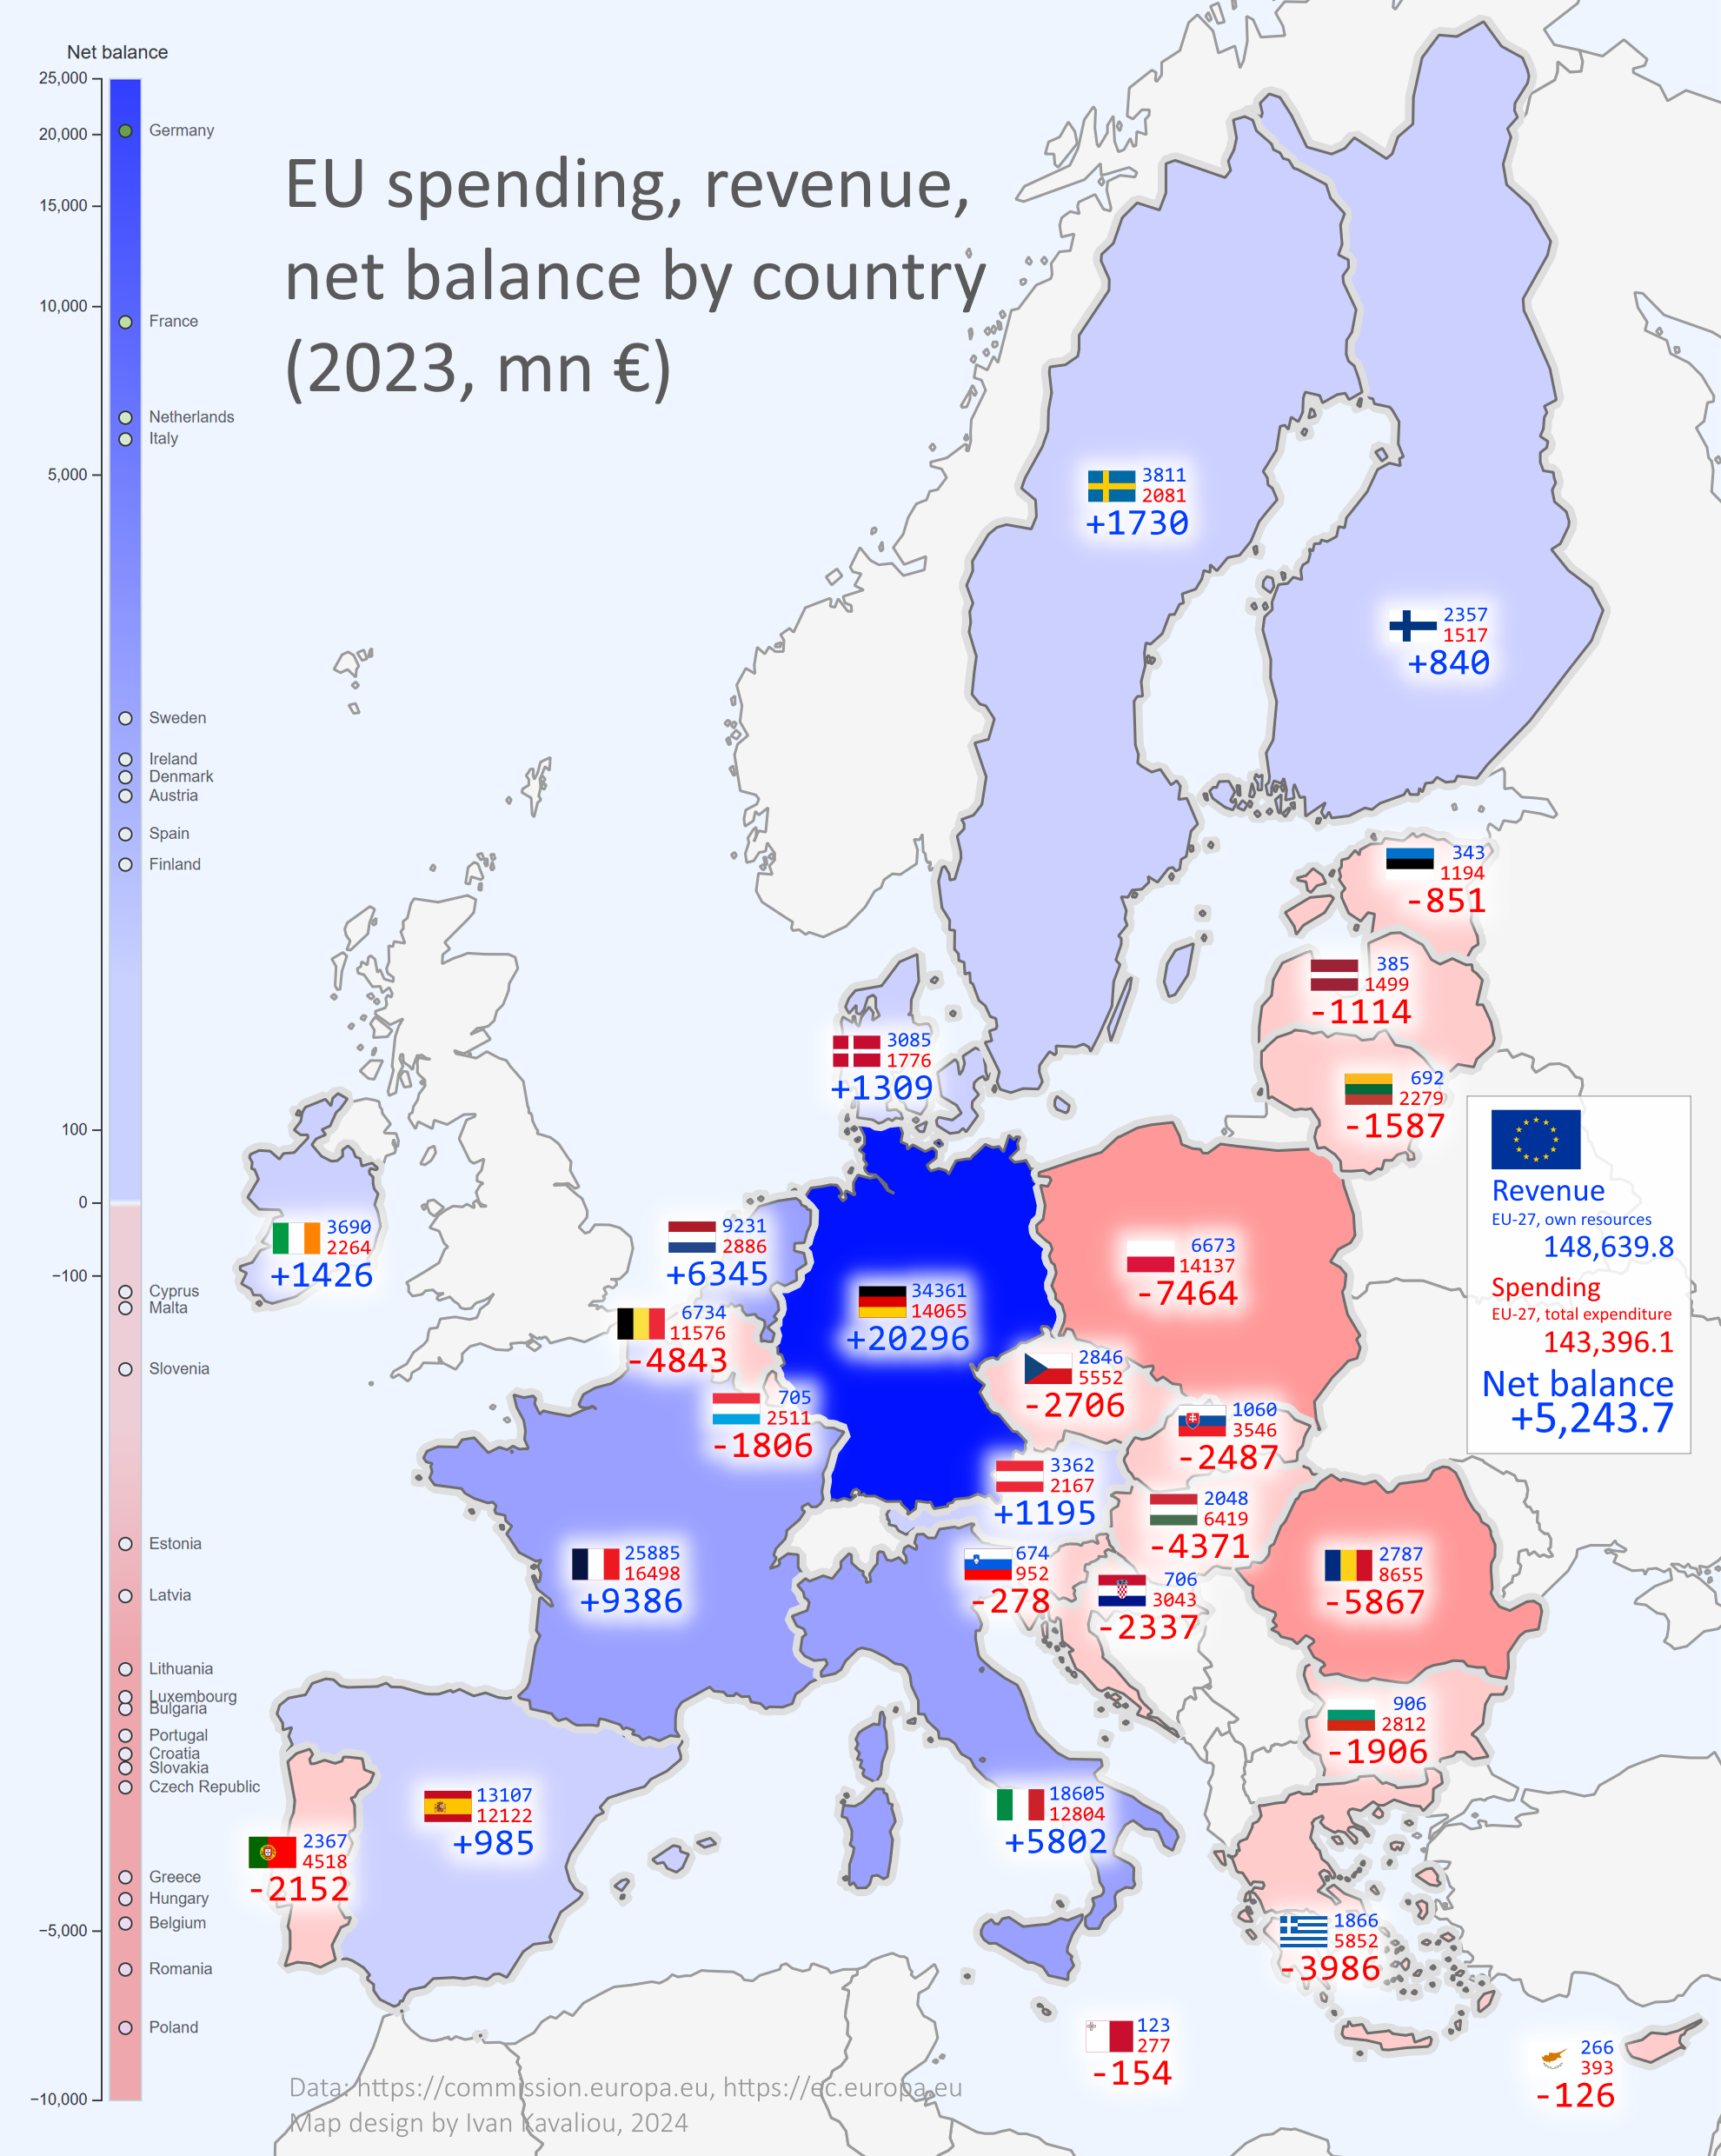 Net balance
25,000
Germany
20,000
15,000
10,000
France
Netherlands
Italy
5,000
Sweden
Ireland
Denmark
Austria
Spain
Finland
100
0
−100
Cyprus
Malta
Slovenia
Estonia
Latvia
Lithuania
Luxembourg
Bulgaria
Portugal
Croatia
Slovakia
Czech Republic
Greece
Hungary
Belgium
−5,000
Romania
Poland
−10,000
EU spending, revenue,
net balance by country
(2023, mn €)
3811
2081
+1730
2357
1517
+840
343
1194
-851
385
1499
-1114
692
2279
-1587
3085
1776
+1309
3690
2264
+1426
9231
2886
+6345
6734
11576
-4843
705
2511
-1806
34361
14065
+20296
6673
14137
-7464
2846
5552
-2706
1060
3546
-2487
3362
2167
+1195
2048
6419
-4371
25885
16498
+9386
674
952
-278
706
3043
-2337
2787
8655
-5867
906
2812
-1906
13107
12122
+985
2367
4518
-2152
18605
12804
+5802
1866
5852
-3986
123
277
-154
266
393
-126
Revenue
EU-27, own resources
148,639.8
Spending
EU-27, total expenditure
143,396.1
Net balance
+5,243.7
Data: https://commission.europa.eu, https://ec.europa.eu
Map design by Ivan Kavaliou, 2024